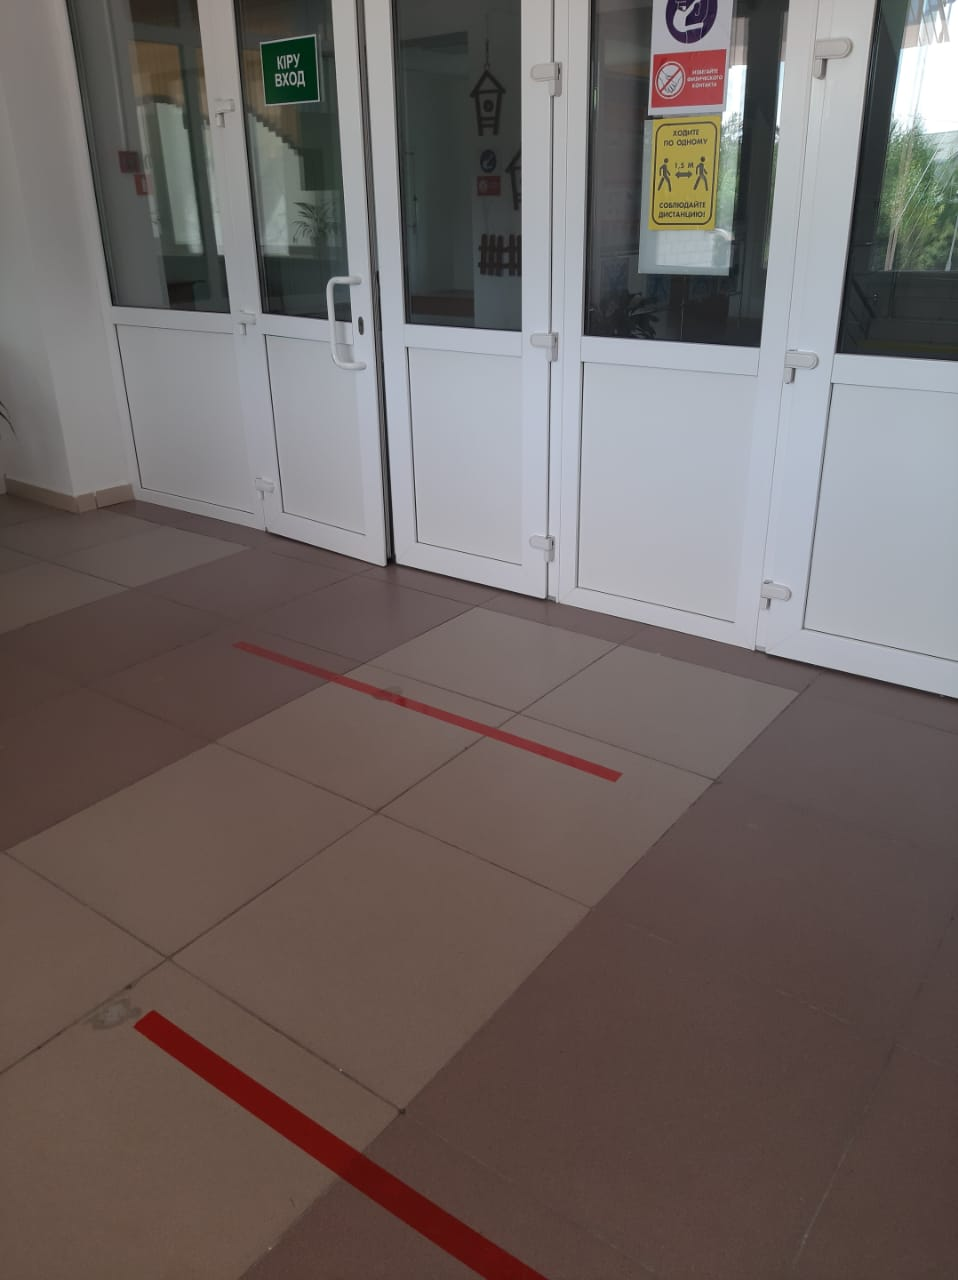 КІРУ
ВХОД
ИЗБЕГАЙТЕ
ФИЗИЧЕСКОГО
КОНТАКТА
ХОДИТЕ
ПО ОДНОМУ
1,5 М
СОБЛЮДАЙТЕ
ДИСТАНЦИЮ!